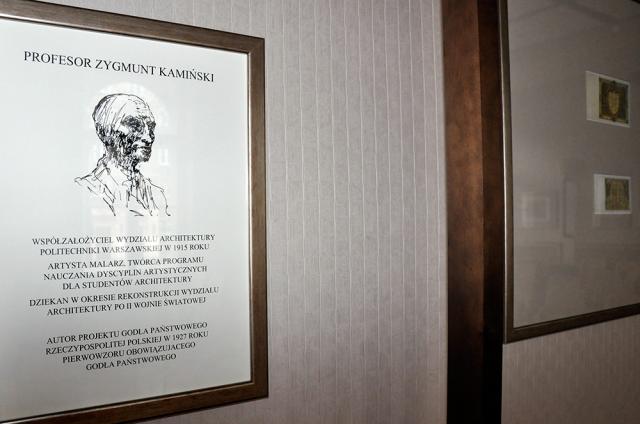 PROFESOR ZYGMUNT KAMIŃSKI
WSPÓŁZAŁOŻYCIEL WYDZIAŁU ARCHITEKTURY
POLITECHNIKI WARSZAWSKIEJ W 1915 ROKU
ARTYSTA MALARZ, TWÓRCA PROGRAMU
NAUCZANIA DYSCYPLIN ARTYSTYCZNYCH
DLA STUDENTÓW ARCHITEKTURY
DZIEKAN W OKRESIE REKONSTRUKCJI WYDZIAŁU
ARCHITEKTURY PO II WOJNIE ŚWIATOWEJ
AUTOR PROJEKTU GODŁA PAŃSTWOWEGO
RZECZYPOSPOLITEJ POLSKIEJ W 1927 ROKU
PIERWOWZORU OBOWIĄZUJACEGO
GODŁA PAŃSTWOWEGO